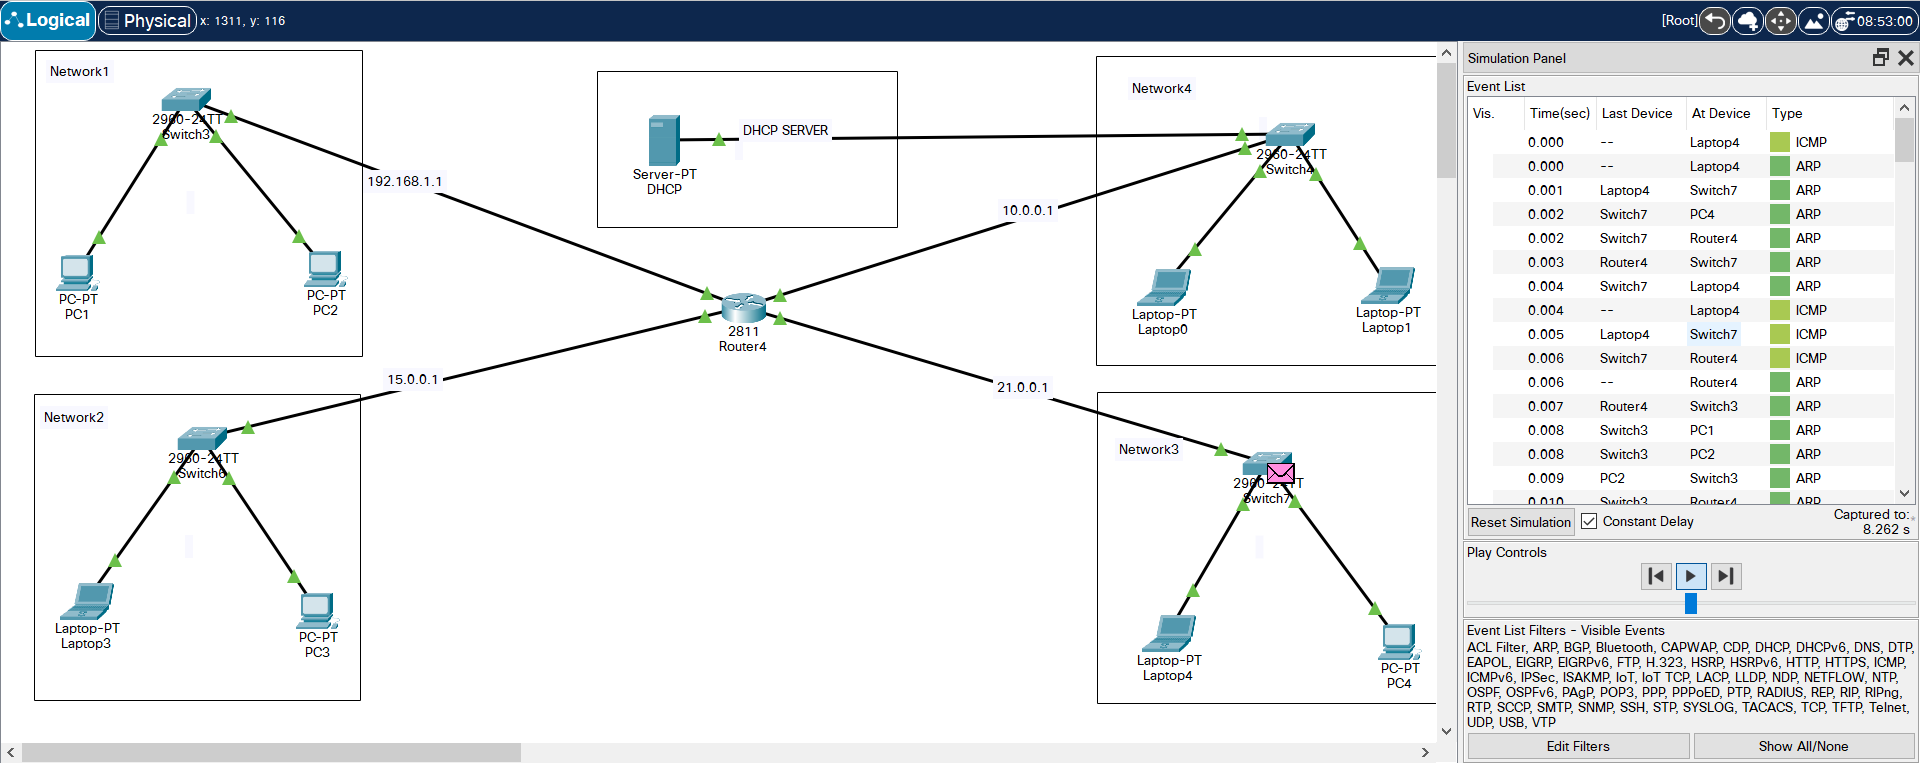 Logical
Physical
x: 1311, y: 116
[Root]
08:53:00
Network1
2960-24TT
Switch3
PC-PT
PC1
PC-PT
PC2
192.168.1.1
DHCP SERVER
Server-PT
DHCP
Network4
2960-24TT
Switch4
10.0.0.1
Laptop-PT
Laptop0
Laptop-PT
Laptop1
2811
Router4
15.0.0.1
21.0.0.1
Network2
2960-24TT
Switch6
Laptop-PT
Laptop3
PC-PT
PC3
Network3
2960-24TT
Switch7
Laptop-PT
Laptop4
PC-PT
PC4
Simulation Panel
Event List
Vis. Time(sec) Last Device At Device Type
0.000 -- Laptop4 ICMP
0.000 -- Laptop4 ARP
0.001 Laptop4 Switch7 ARP
0.002 Switch7 PC4 ARP
0.002 Switch7 Router4 ARP
0.003 Router4 Switch7 ARP
0.004 Switch7 Laptop4 ARP
0.004 -- Laptop4 ICMP
0.005 Laptop4 Switch7 ICMP
0.006 Switch7 Router4 ICMP
0.006 -- Router4 ARP
0.007 Router4 Switch3 ARP
0.008 Switch3 PC1 ARP
0.008 Switch3 PC2 ARP
0.009 PC2 Switch3 ARP
0.010 Switch3 Router4 ARP
Reset Simulation
Constant Delay
Captured to:
8.262 s
Play Controls
Event List Filters - Visible Events
ACL Filter, ARP, BGP, Bluetooth, CAPWAP, CDP, DHCP, DHCPv6, DNS, DTP,
EAPOL, EIGRP, EIGRPv6, FTP, H.323, HSRP, HSRPv6, HTTP, HTTPS, ICMP,
ICMPv6, IPSec, ISAKMP, IoT, IoT TCP, LACP, LLDP, NDP, NETFLOW, NTP,
OSPF, OSPFv6, PAgP, POP3, PPP, PPPoED, PTP, RADIUS, REP, RIP, RIPng,
RTP, SCCP, SMTP, SNMP, SSH, STP, SYSLOG, TACACS, TCP, TFTP, Telnet,
UDP, USB, VTP
Edit Filters
Show All/None